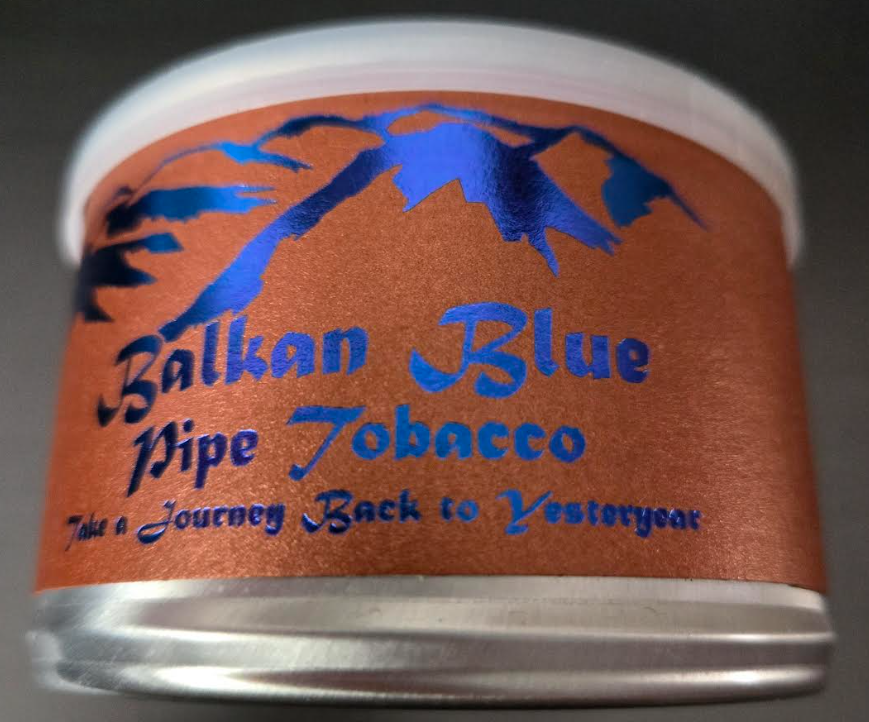 Balkan Blue
Pipe Tobacco
Take a Journey Back to Yesteryear